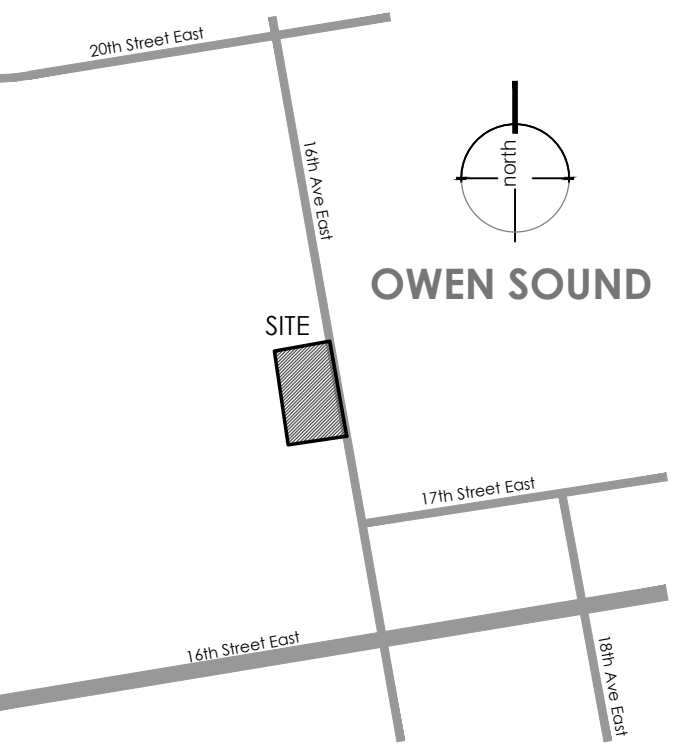 20th Street East
16th Ave East
north
OWEN SOUND
SITE
17th Street East
16th Street East
18th Ave East